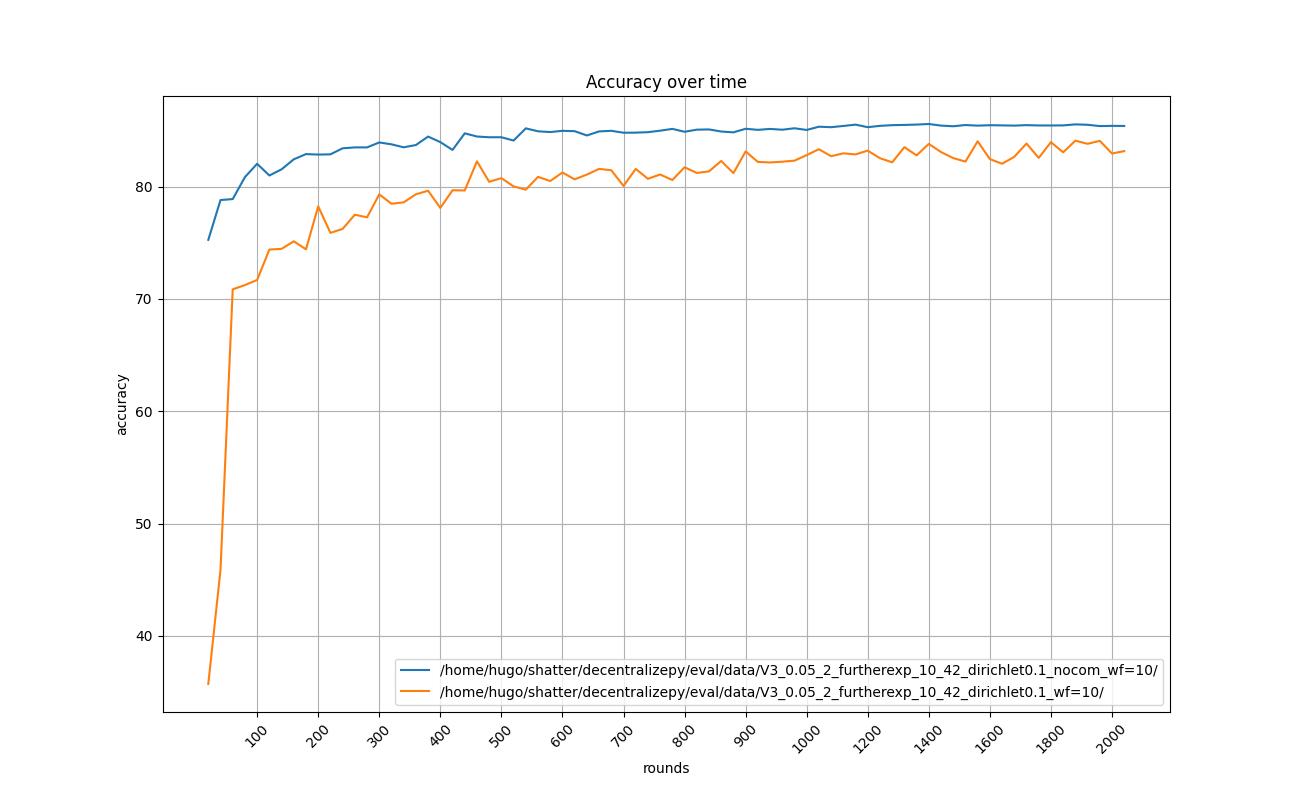 Accuracy over time
accuracy
80
70
60
50
40
/home/hugo/shatter/decentralizepy/eval/data/V3_0.05_2_furtherexp_10_42_dirichlet0.1_nocom_wf=10/
/home/hugo/shatter/decentralizepy/eval/data/V3_0.05_2_furtherexp_10_42_dirichlet0.1_wf=10/
100 200 300 400 500 600 700 800 900 1000 1200 1400 1600 1800 2000
rounds